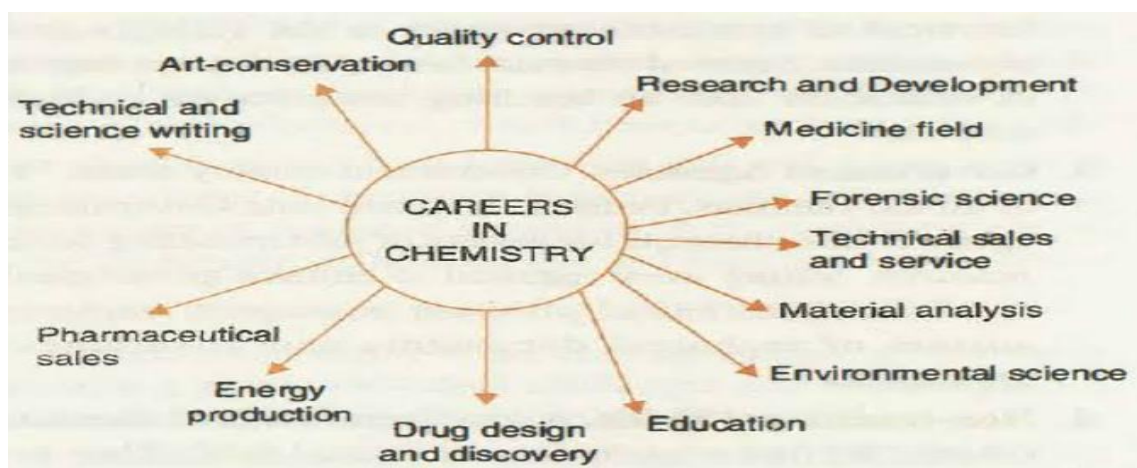 Quality control
Art-conservation
Research and Development
Technical and
science writing
Medicine field
Forensic science
CAREERS
IN
CHEMISTRY
Technical sales
and service
Material analysis
Pharmaceutical
sales
Environmental science
Energy
production
Education
Drug design
and discovery